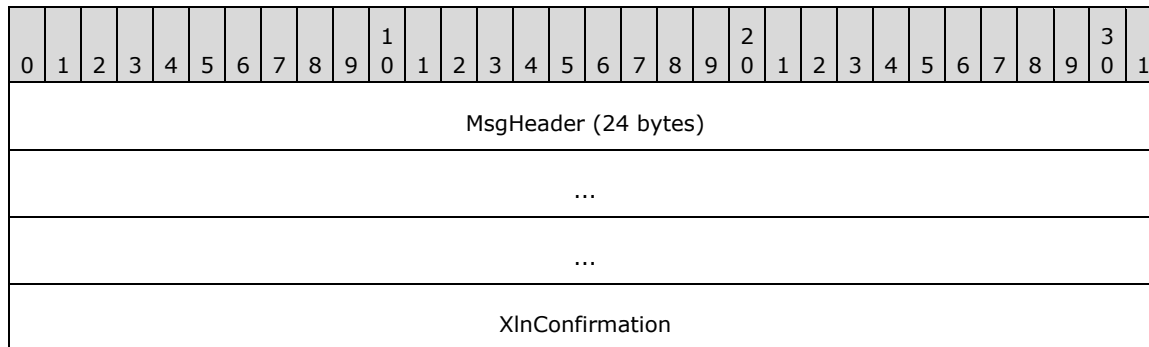 1 2 3
0 1 2 3 4 5 6 7 8 9 0 1 2 3 4 5 6 7 8 9 0 1 2 3 4 5 6 7 8 9 0 1
MsgHeader (24 bytes)
...
...
XlnConfirmation